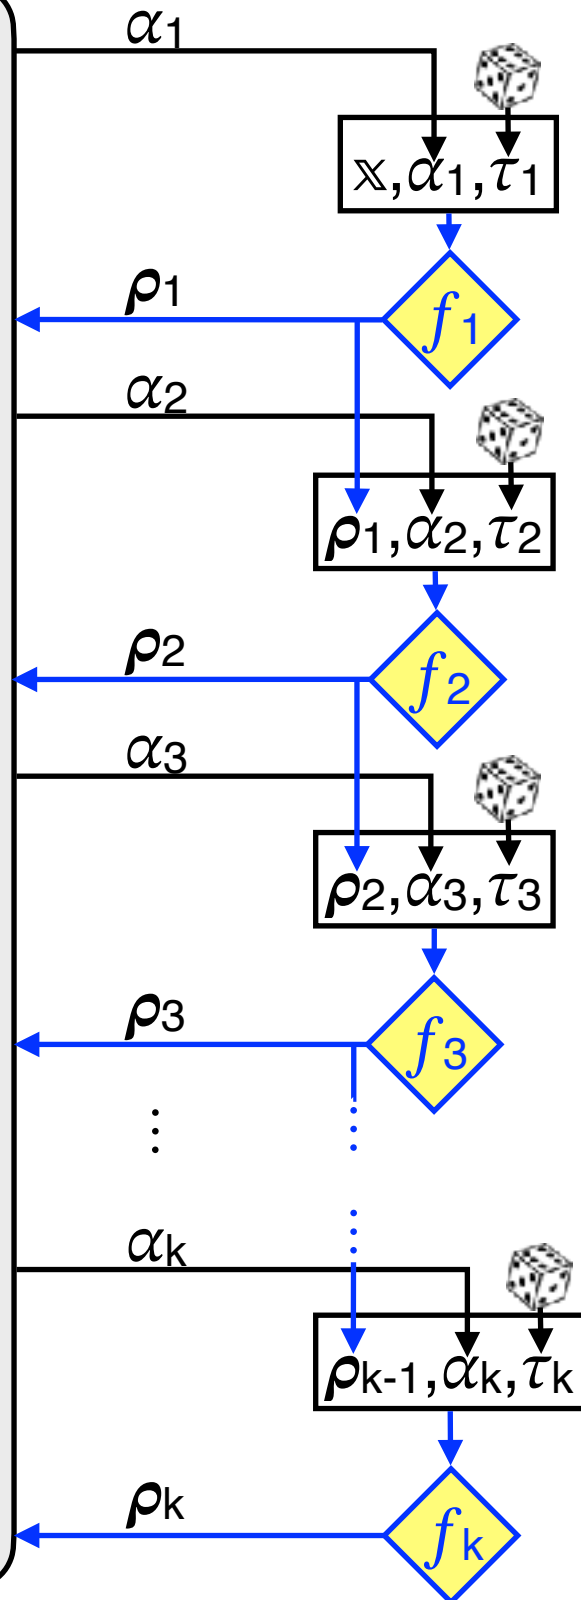 α1
𝕩,α1,τ1
ρ1
f1
α2
ρ1,α2,τ2
ρ2
f2
α3
ρ2,α3,τ3
ρ3
f3
⋮
αk
ρk-1,αk,τk
ρk
fk